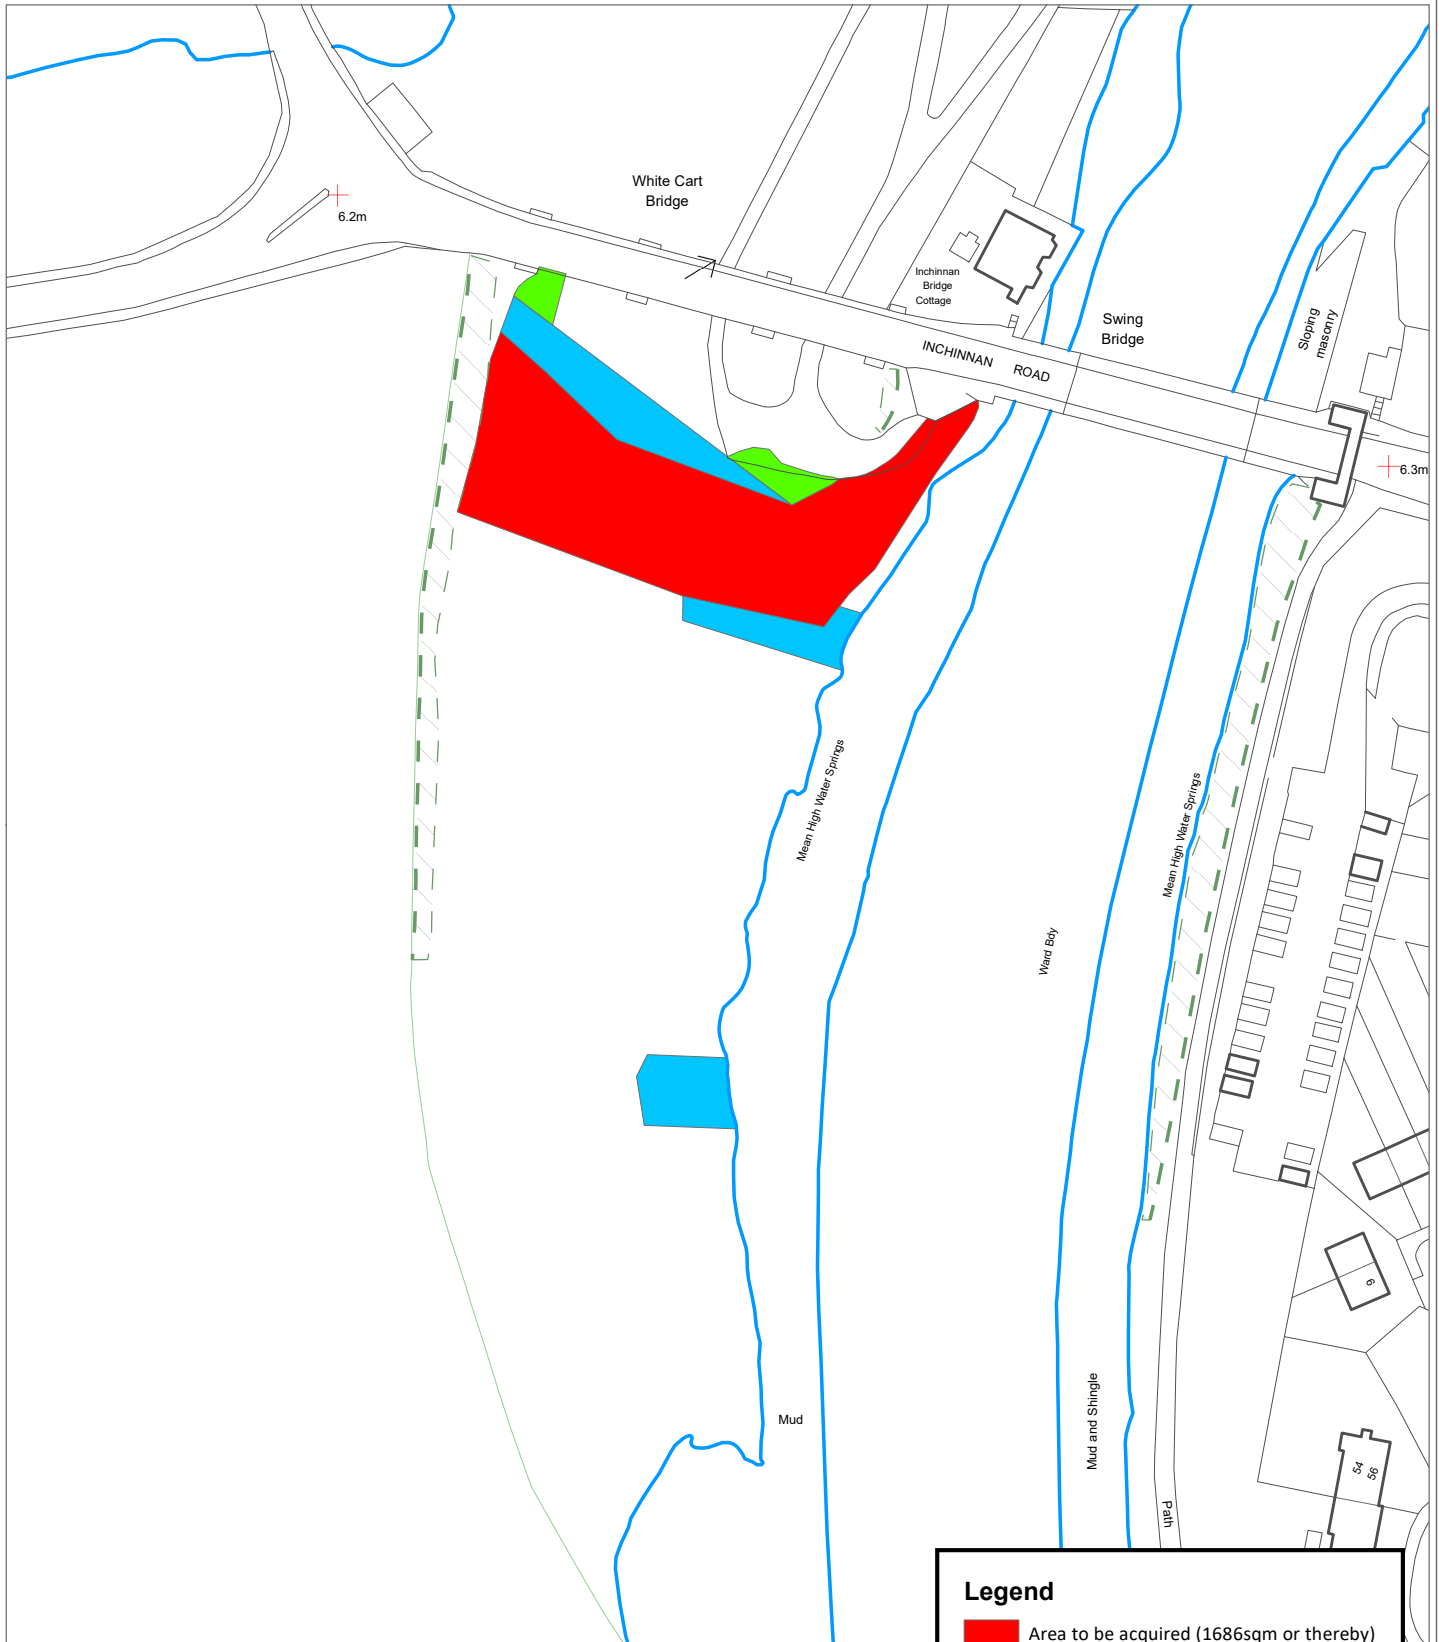 White Cart
Bridge
6.2m
Inchinnan
Bridge
Cottage
Swing
Bridge
Sloping
masonry
INCHINNAN ROAD
6.3m
Mean High Water Springs
Mean High Water Springs
Ward Bdy
6
Mud and Shingle
Mud
54
56
Path
Legend
Area to be acquired (1686sqm or thereby)